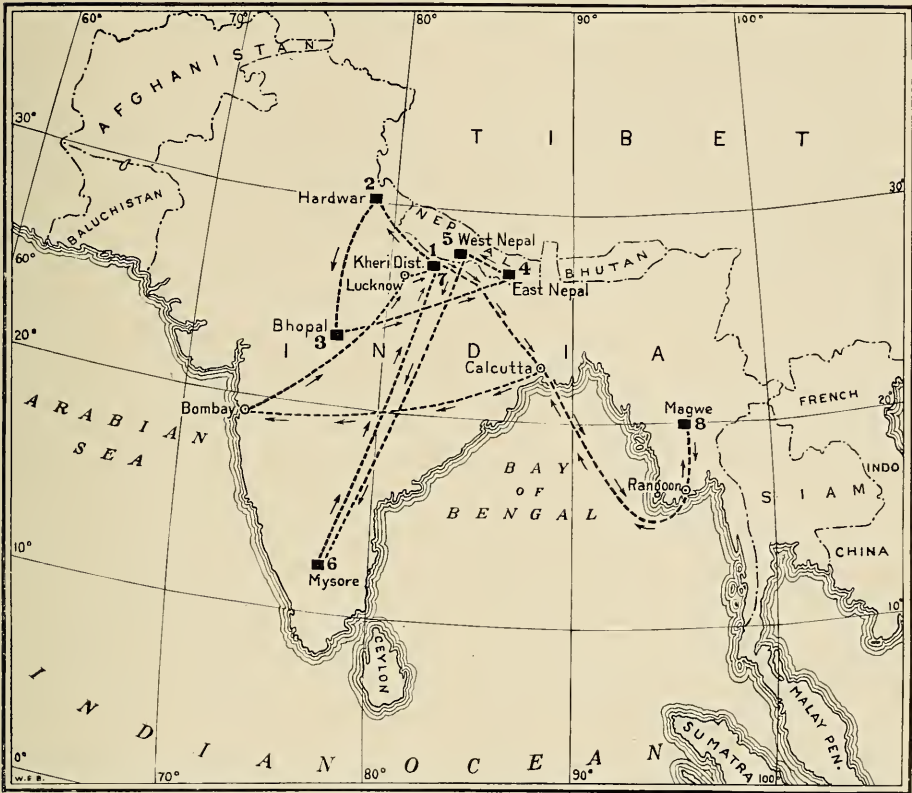 60° 70° 80° 90° 100°
AFGHANISTAN
30°
TIBET
30°
2
Hardwar
BALUCHISTAN
NEPAL
5 West Nepal
1
Kheri Dist.
7
4
BHUTAN
60°
Lucknow
East Nepal
Bhopal
3
20°
INDIA
Calcutta
FRENCH
ARABIAN
SEA
Bombay
Magwe
20°
8
BAY
OF
BENGAL
Rangoon
INDO
SIAM
CHINA
10°
6
Mysore
10°
CEYLON
INDIAN OCEAN
MALAY PEN.
SUMATRA
0°
W.E.B.
70° 80° 90° 100°